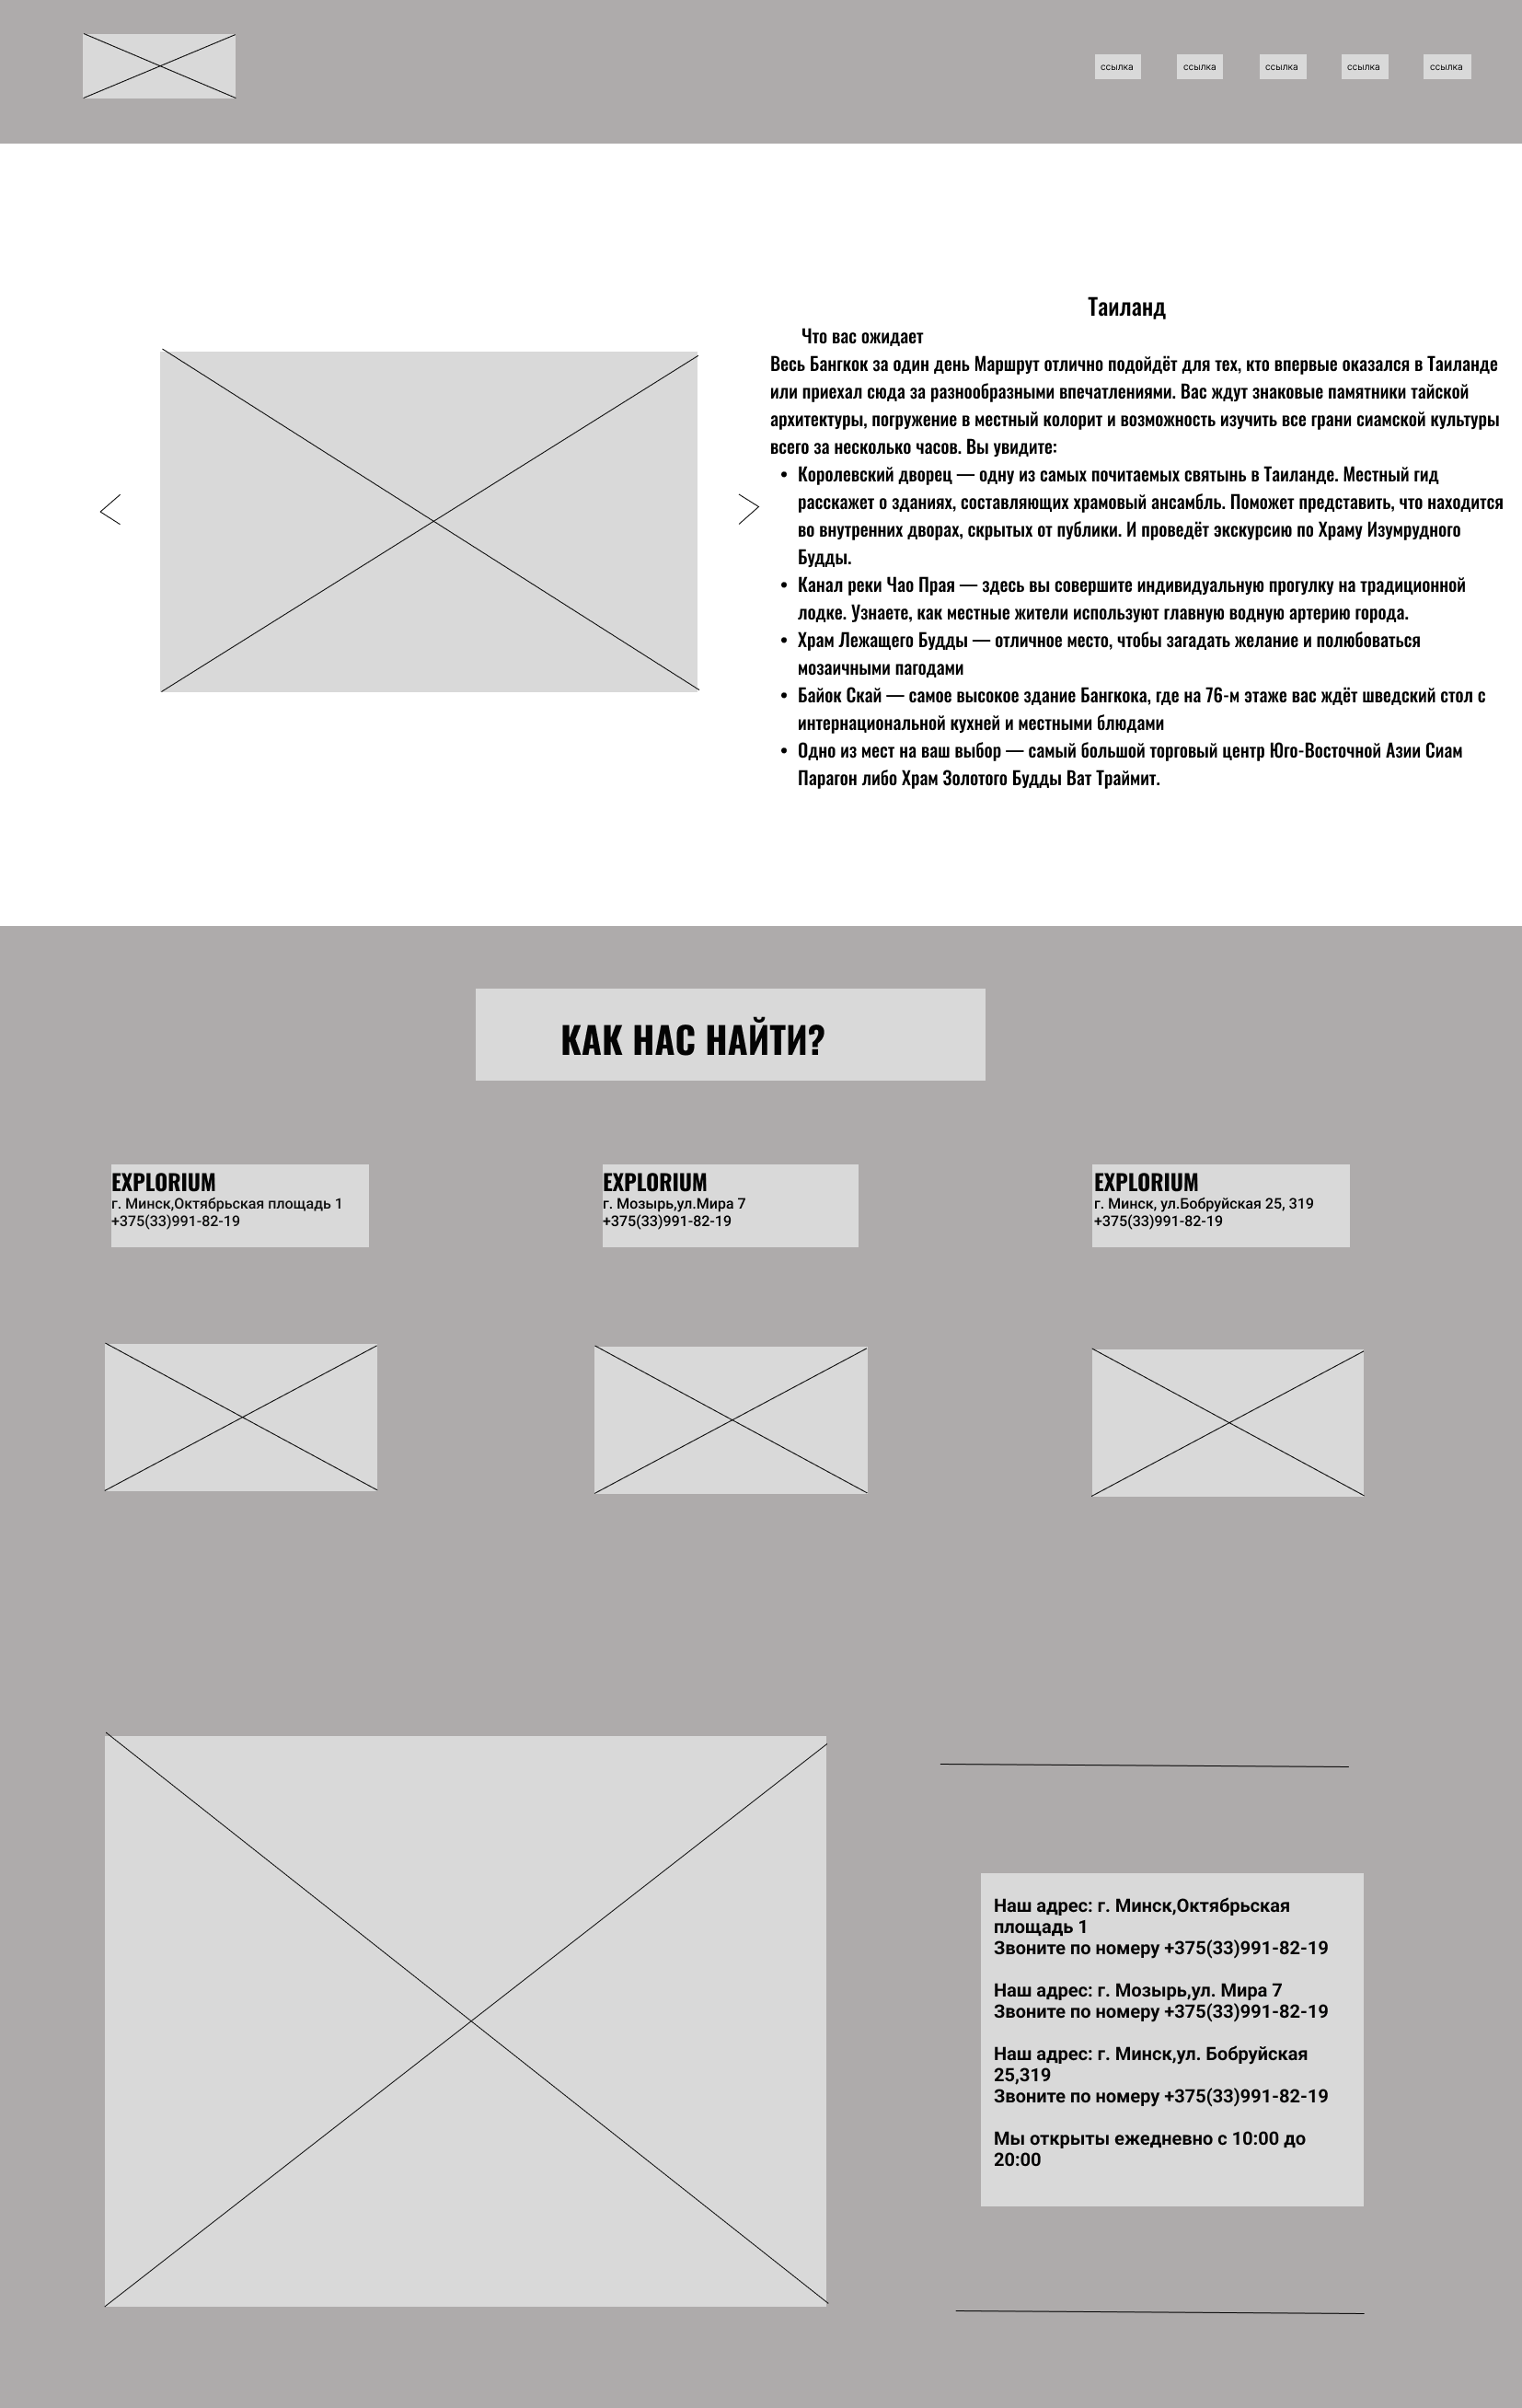 ссылка ссылка ссылка ссылка ссылка
Таиланд
Что вас ожидает
Весь Бангкок за один день Маршрут отлично подойдёт для тех, кто впервые оказался в Таиланде
или приехал сюда за разнообразными впечатлениями. Вас ждут знаковые памятники тайской
архитектуры, погружение в местный колорит и возможность изучить все грани сиамской культуры
всего за несколько часов. Вы увидите:
• Королевский дворец — одну из самых почитаемых святынь в Таиланде. Местный гид
расскажет о зданиях, составляющих храмовый ансамбль. Поможет представить, что находится
во внутренних дворах, скрытых от публики. И проведёт экскурсию по Храму Изумрудного
Будды.
• Канал реки Чао Прая — здесь вы совершите индивидуальную прогулку на традиционной
лодке. Узнаете, как местные жители используют главную водную артерию города.
• Храм Лежащего Будды — отличное место, чтобы загадать желание и полюбоваться
мозаичными пагодами
• Байок Скай — самое высокое здание Бангкока, где на 76-м этаже вас ждёт шведский стол с
интернациональной кухней и местными блюдами
• Одно из мест на ваш выбор — самый большой торговый центр Юго-Восточной Азии Сиам
Парагон либо Храм Золотого Будды Ват Траймит.
КАК НАС НАЙТИ?
EXPLORIUM
г. Минск,Октябрьская площадь 1
+375(33)991-82-19
EXPLORIUM
г. Мозырь,ул.Мира 7
+375(33)991-82-19
EXPLORIUM
г. Минск, ул.Бобруйская 25, 319
+375(33)991-82-19
Наш адрес: г. Минск,Октябрьская
площадь 1
Звоните по номеру +375(33)991-82-19
Наш адрес: г. Мозырь,ул. Мира 7
Звоните по номеру +375(33)991-82-19
Наш адрес: г. Минск,ул. Бобруйская
25,319
Звоните по номеру +375(33)991-82-19
Мы открыты ежедневно с 10:00 до
20:00